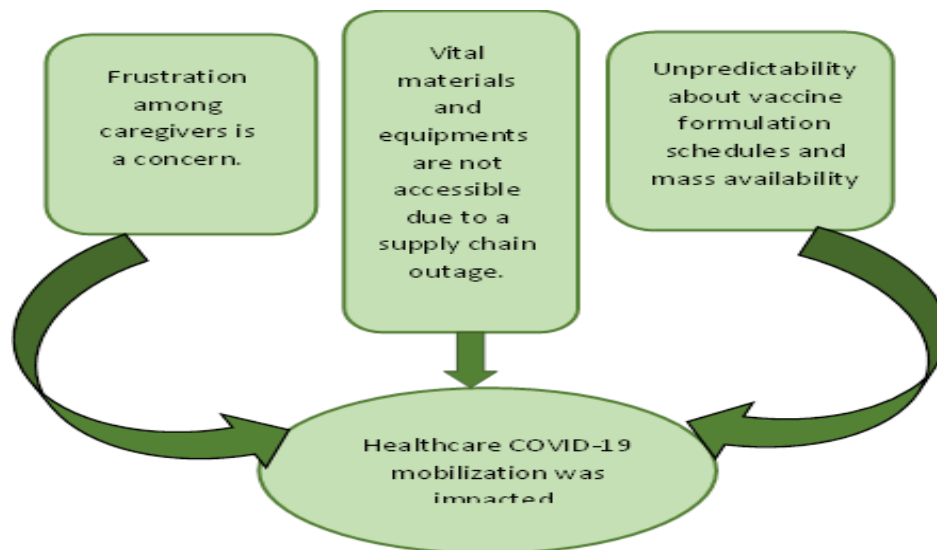 Frustration
among
caregivers is
a concern.
Vital
materials
and
equipments
are not
accessible
due to a
supply chain
outage.
Unpredictability
about vaccine
formulation
schedules and
mass availability
Healthcare COVID-19
mobilization was
impacted